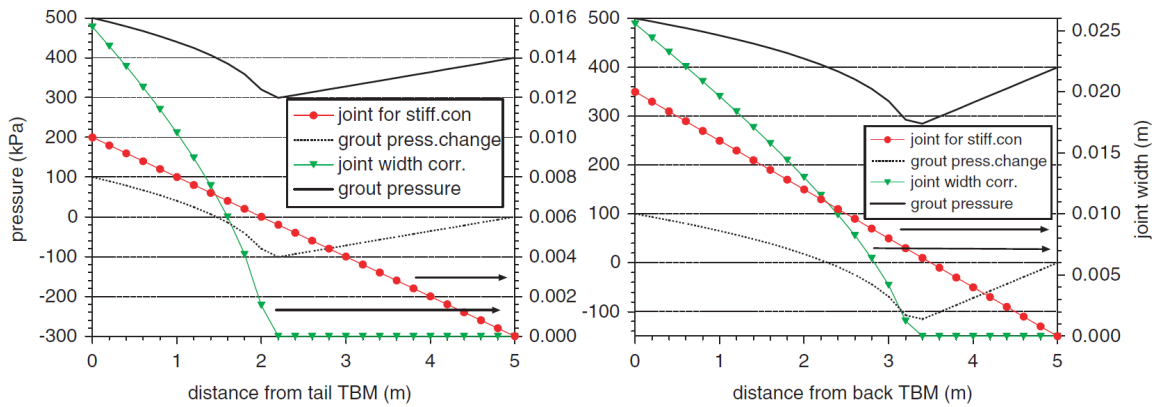 500
400
300
200
100
0
-100
-200
-300
pressure (kPa)
0.016
0.014
0.012
0.010
0.008
0.006
0.004
0.002
0.000
joint for stiff.con
grout press.change
joint width corr.
grout pressure
0 1 2 3 4 5
distance from tail TBM (m)
500
400
300
200
100
0
-100
0.025
0.020
0.015
0.010
0.005
0.000
joint width (m)
joint for stiff.con
grout press.change
joint width corr.
grout pressure
0 1 2 3 4 5
distance from back TBM (m)